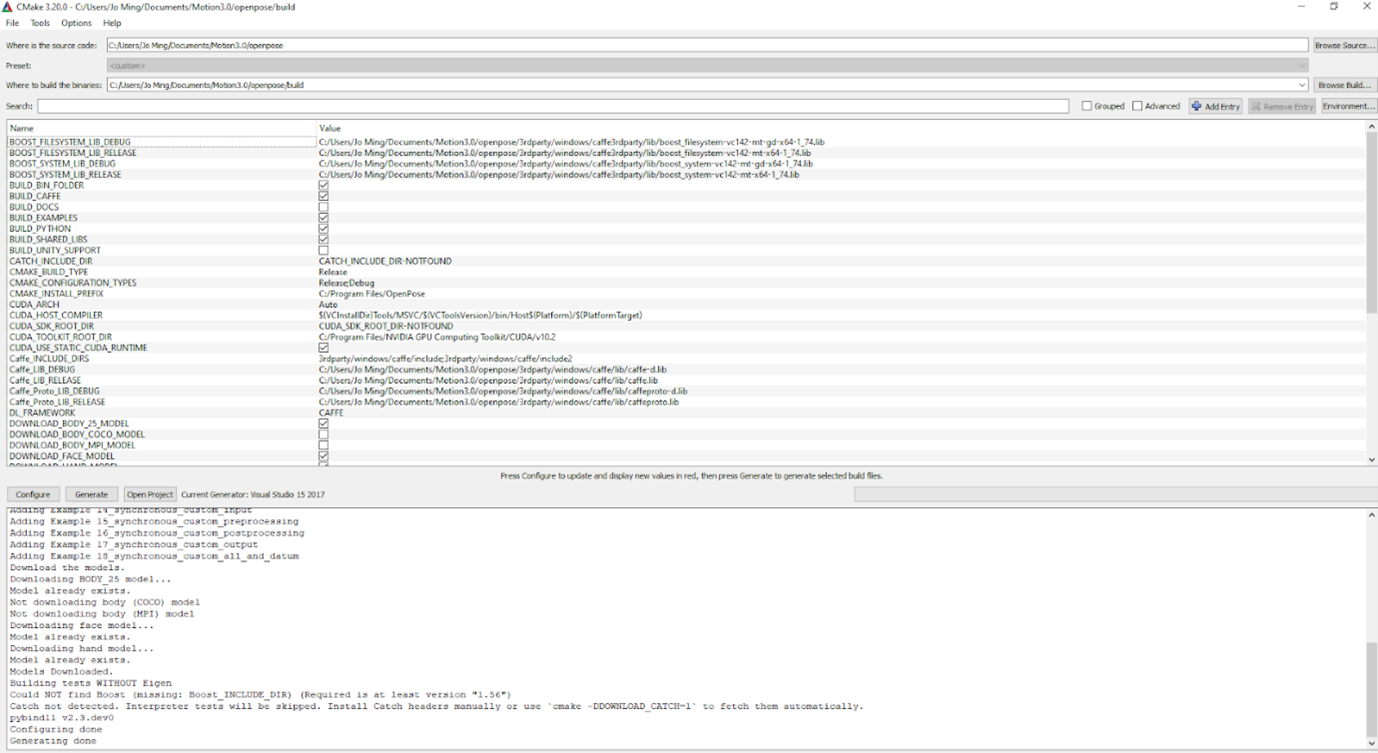 CMake 3.20.0 - C:/Users/Jo Ming/Documents/Motion3.0/openpose/build
File Tools Options Help
Where is the source code: C:/Users/Jo Ming/Documents/Motion3.0/openpose Browse Source...
Preset: <custom>
Where to build the binaries: C:/Users/Jo Ming/Documents/Motion3.0/openpose/build Browse Build...
Search: Grouped Advanced Add Entry Remove Entry Environment...
Name Value
BOOST_FILESYSTEM_LIB_DEBUG C:/Users/Jo Ming/Documents/Motion3.0/openpose/3rdparty/windows/caffe3rdparty/lib/boost_filesystem-vc142-mt-gd-x64-1_74.lib
BOOST_FILESYSTEM_LIB_RELEASE C:/Users/Jo Ming/Documents/Motion3.0/openpose/3rdparty/windows/caffe3rdparty/lib/boost_filesystem-vc142-mt-x64-1_74.lib
BOOST_SYSTEM_LIB_DEBUG C:/Users/Jo Ming/Documents/Motion3.0/openpose/3rdparty/windows/caffe3rdparty/lib/boost_system-vc142-mt-gd-x64-1_74.lib
BOOST_SYSTEM_LIB_RELEASE C:/Users/Jo Ming/Documents/Motion3.0/openpose/3rdparty/windows/caffe3rdparty/lib/boost_system-vc142-mt-x64-1_74.lib
BUILD_BIN_FOLDER
BUILD_CAFFE
BUILD_DOCS
BUILD_EXAMPLES
BUILD_PYTHON
BUILD_SHARED_LIBS
BUILD_UNITY_SUPPORT
CATCH_INCLUDE_DIR CATCH_INCLUDE_DIR-NOTFOUND
CMAKE_BUILD_TYPE Release
CMAKE_CONFIGURATION_TYPES Release;Debug
CMAKE_INSTALL_PREFIX C:/Program Files/OpenPose
CUDA_ARCH Auto
CUDA_HOST_COMPILER $(VCInstallDir)Tools/MSVC/$(VCToolsVersion)/bin/Host$(Platform)/$(PlatformTarget)
CUDA_SDK_ROOT_DIR CUDA_SDK_ROOT_DIR-NOTFOUND
CUDA_TOOLKIT_ROOT_DIR C:/Program Files/NVIDIA GPU Computing Toolkit/CUDA/v10.2
CUDA_USE_STATIC_CUDA_RUNTIME
Caffe_INCLUDE_DIRS 3rdparty/windows/caffe/include;3rdparty/windows/caffe/include2
Caffe_LIB_DEBUG C:/Users/Jo Ming/Documents/Motion3.0/openpose/3rdparty/windows/caffe/lib/caffe-d.lib
Caffe_LIB_RELEASE C:/Users/Jo Ming/Documents/Motion3.0/openpose/3rdparty/windows/caffe/lib/caffe.lib
Caffe_Proto_LIB_DEBUG C:/Users/Jo Ming/Documents/Motion3.0/openpose/3rdparty/windows/caffe/lib/caffeproto-d.lib
Caffe_Proto_LIB_RELEASE C:/Users/Jo Ming/Documents/Motion3.0/openpose/3rdparty/windows/caffe/lib/caffeproto.lib
DL_FRAMEWORK CAFFE
DOWNLOAD_BODY_25_MODEL
DOWNLOAD_BODY_COCO_MODEL
DOWNLOAD_BODY_MPI_MODEL
DOWNLOAD_FACE_MODEL
DOWNLOAD_HAND_MODEL
Press Configure to update and display new values in red, then press Generate to generate selected build files.
Configure Generate Open Project Current Generator: Visual Studio 15 2017
Adding Example 14_synchronous_custom_input
Adding Example 15_synchronous_custom_preprocessing
Adding Example 16_synchronous_custom_postprocessing
Adding Example 17_synchronous_custom_output
Adding Example 18_synchronous_custom_all_and_datum
Download the models.
Downloading BODY_25 model...
Model already exists.
Not downloading body (COCO) model
Not downloading body (MPI) model
Downloading face model...
Model already exists.
Downloading hand model...
Model already exists.
Models Downloaded.
Building tests WITHOUT Eigen
Could NOT find Boost (missing: Boost_INCLUDE_DIR) (Required is at least version "1.56")
Catch not detected. Interpreter tests will be skipped. Install Catch headers manually or use `cmake -DDOWNLOAD_CATCH=1` to fetch them automatically.
pybind11 v2.3.dev0
Configuring done
Generating done